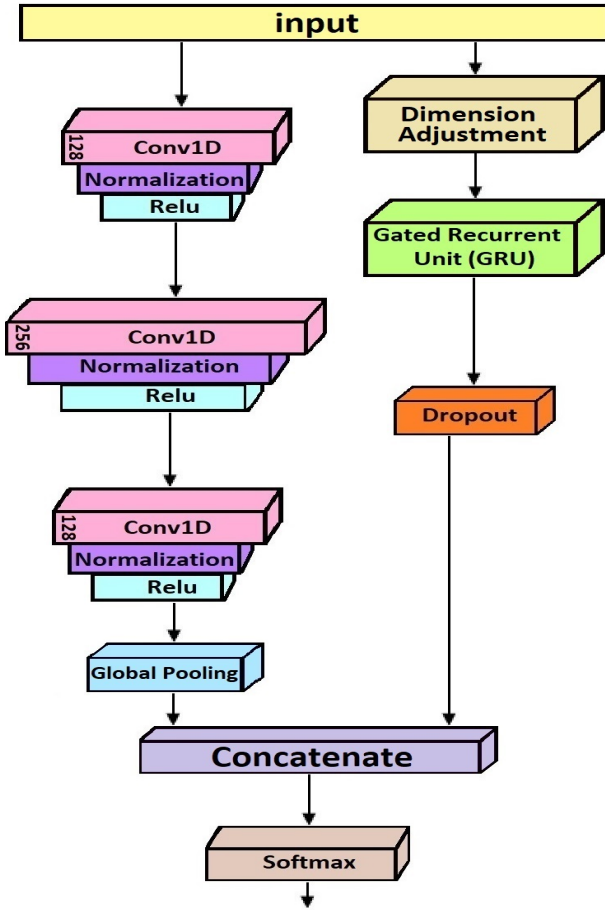 input
128
Conv1D
Normalization
Relu
256
Conv1D
Normalization
Relu
128
Conv1D
Normalization
Relu
Global Pooling
Dimension
Adjustment
Gated Recurrent
Unit (GRU)
Dropout
Concatenate
Softmax